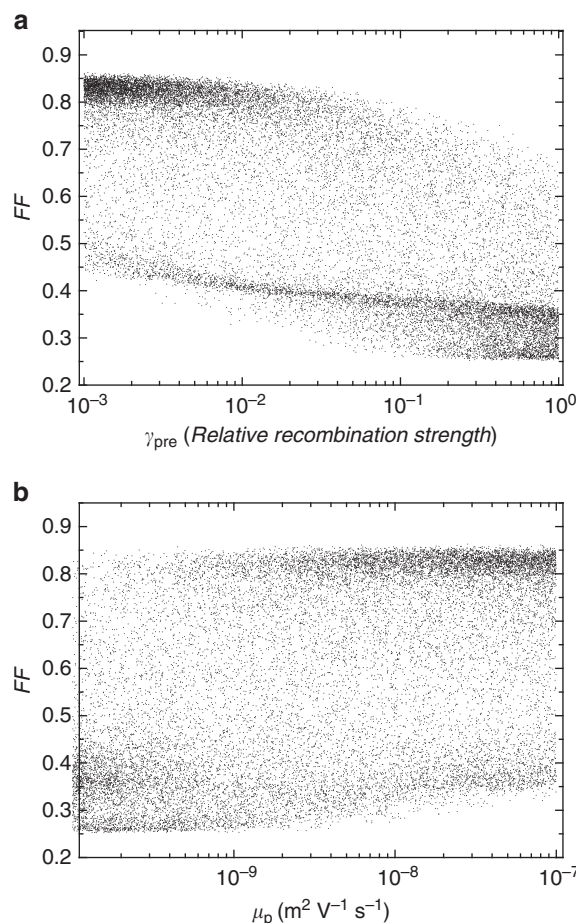 a
0.9
0.8
0.7
FF
0.6
0.5
0.4
0.3
0.2
10⁻³ 10⁻² 10⁻¹ 10⁰
γpre (Relative recombination strength)
b
0.9
0.8
0.7
FF
0.6
0.5
0.4
0.3
0.2
10⁻⁹ 10⁻⁸ 10⁻⁷
μp (m² V⁻¹ s⁻¹)